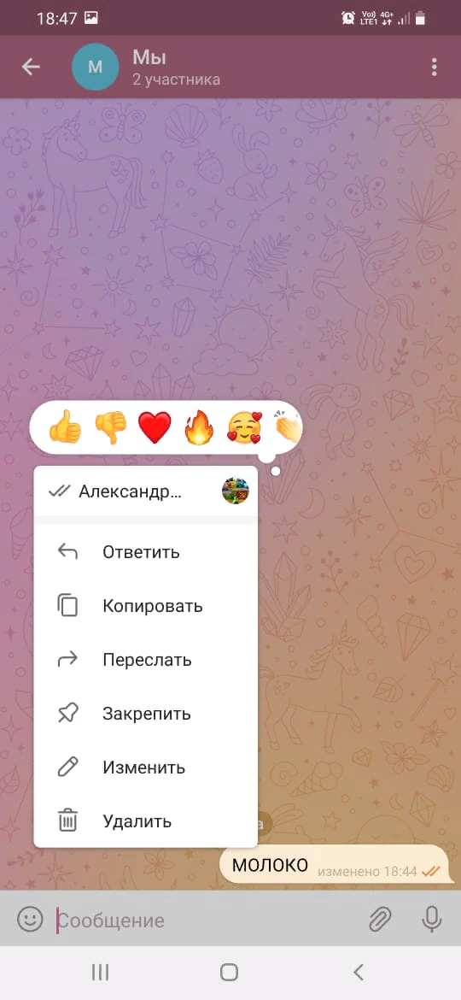 18:47 Vo)) 4G+
LTE1
М Мы
2 участника
Александр...
Ответить
Копировать
Переслать
Закрепить
Изменить
Удалить
а
МОЛОКО изменено 18:44
Сообщение